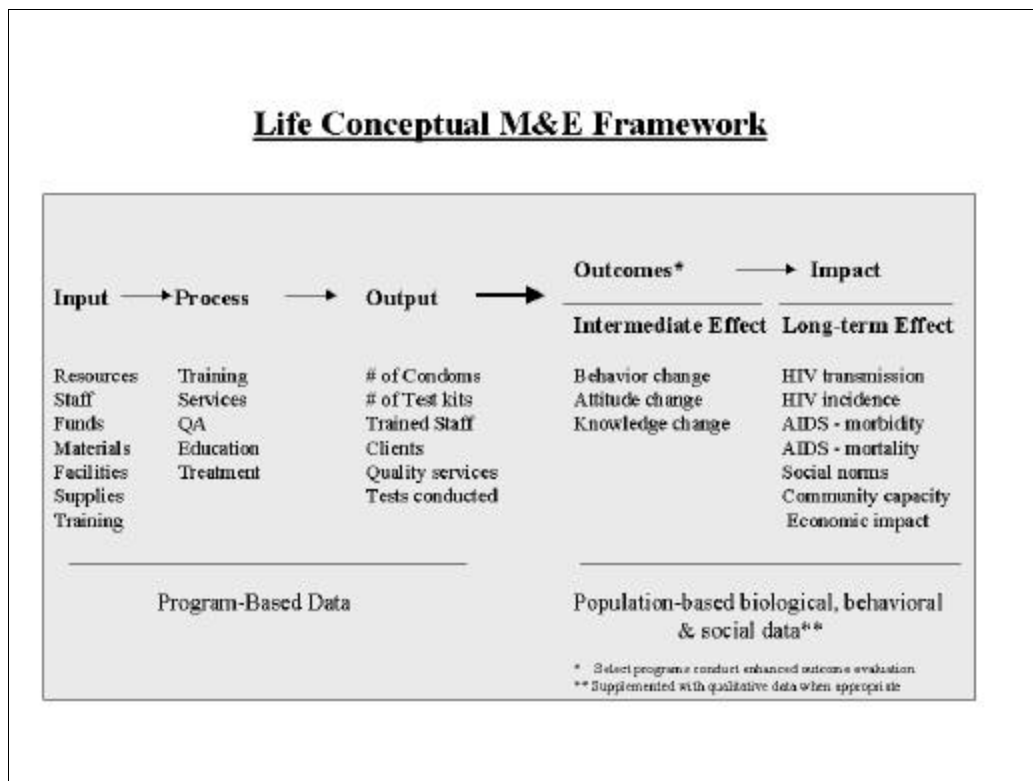 Life Conceptual M&E Framework
Outcomes* Impact
Input Process Output
Intermediate Effect Long-term Effect
Resources Training # of Condoms Behavior change HIV transmission
Staff Services # of Test kits Attitude change HIV incidence
Funds QA Trained Staff Knowledge change AIDS - morbidity
Materials Education Clients AIDS - mortality
Facilities Treatment Quality services Social norms
Supplies Tests conducted Community capacity
Training Economic impact
Program-Based Data Population-based biological, behavioral
& social data**
* Select programs conduct enhanced outcome evaluation
** Supplemented with qualitative data when appropriate